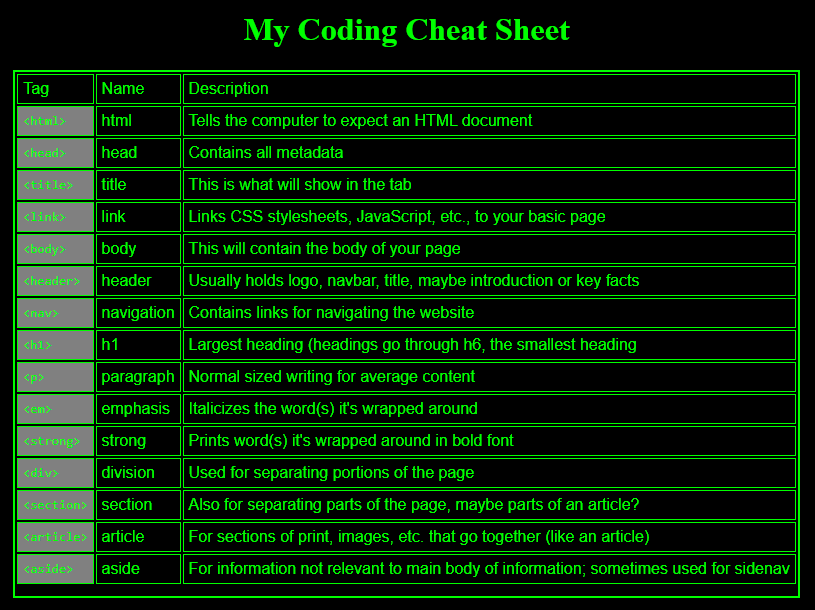 My Coding Cheat Sheet
Tag Name Description
<html> html Tells the computer to expect an HTML document
<head> head Contains all metadata
<title> title This is what will show in the tab
<link> link Links CSS stylesheets, JavaScript, etc., to your basic page
<body> body This will contain the body of your page
<header> header Usually holds logo, navbar, title, maybe introduction or key facts
<nav> navigation Contains links for navigating the website
<h1> h1 Largest heading (headings go through h6, the smallest heading
<p> paragraph Normal sized writing for average content
<em> emphasis Italicizes the word(s) it's wrapped around
<strong> strong Prints word(s) it's wrapped around in bold font
<div> division Used for separating portions of the page
<section> section Also for separating parts of the page, maybe parts of an article?
<article> article For sections of print, images, etc. that go together (like an article)
<aside> aside For information not relevant to main body of information; sometimes used for sidenav